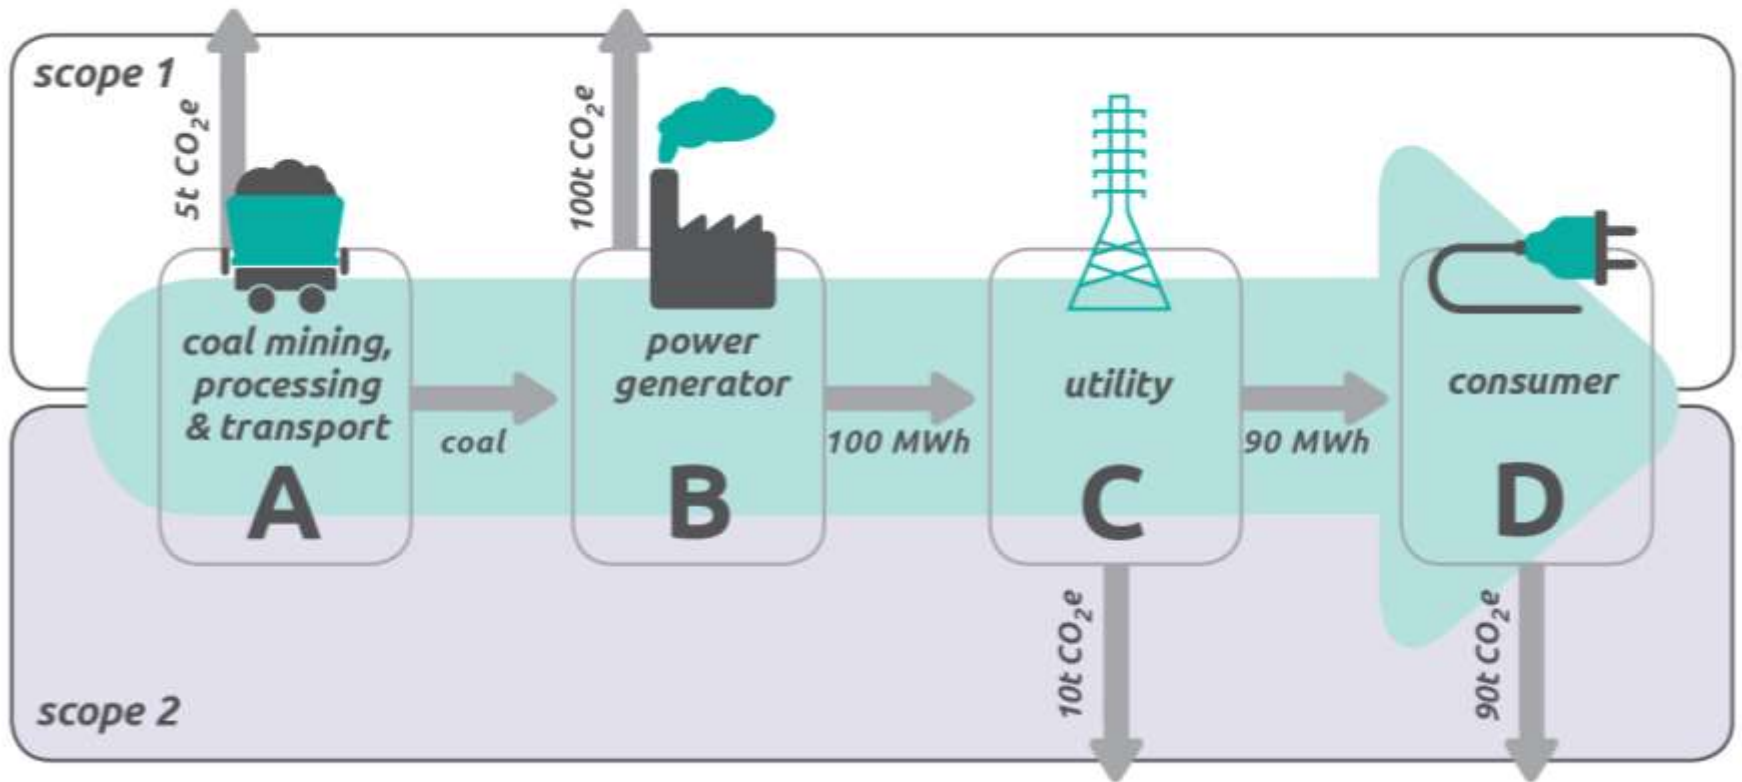 scope 1
5t CO₂e
100t CO₂e
coal mining,
processing
& transport
A
coal
power
generator
B
100 MWh
utility
C
90 MWh
consumer
D
scope 2
10t CO₂e
90t CO₂e